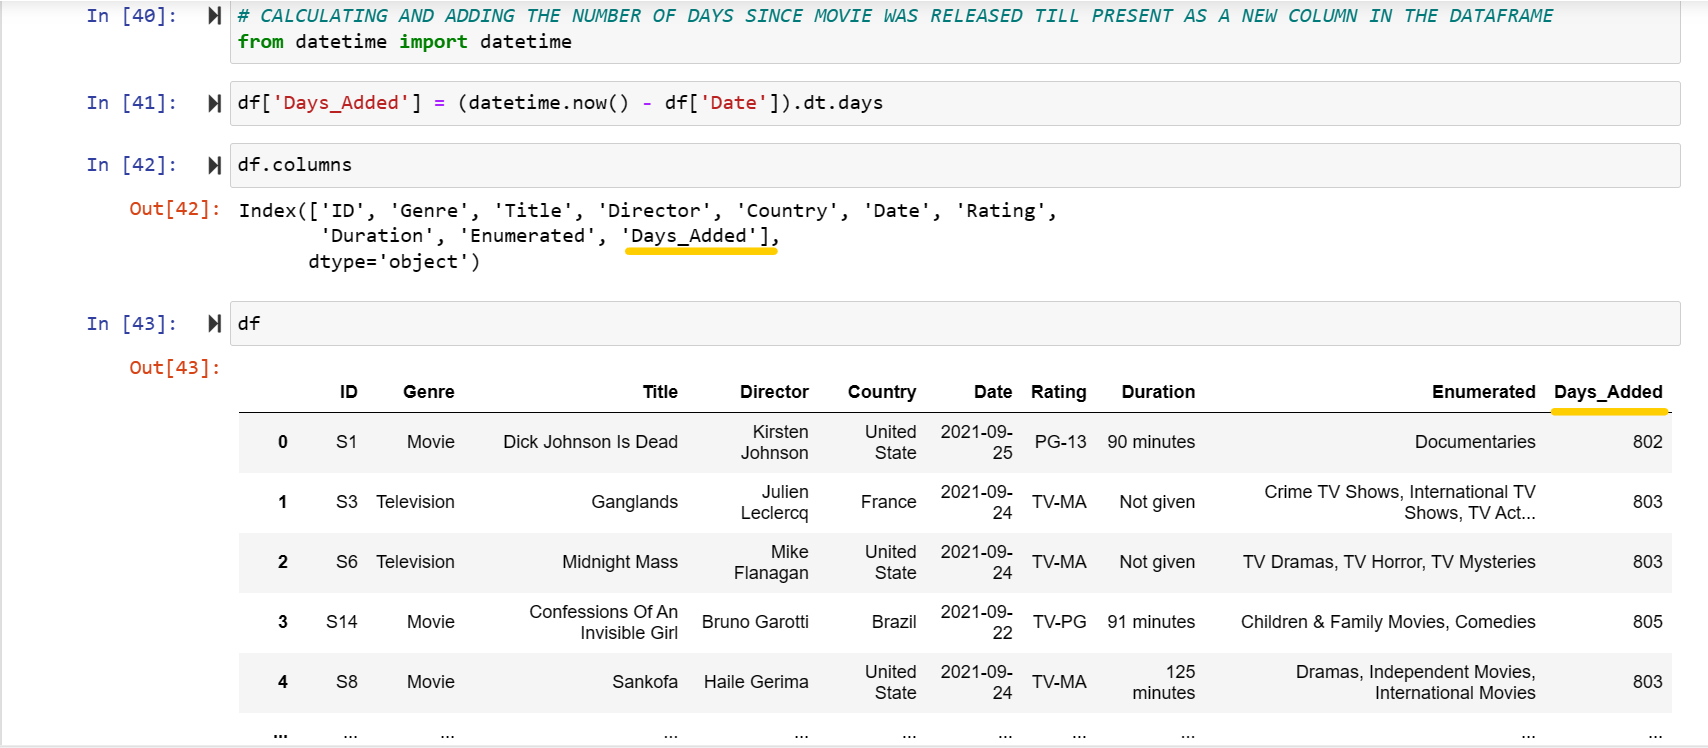 In [40]: # CALCULATING AND ADDING THE NUMBER OF DAYS SINCE MOVIE WAS RELEASED TILL PRESENT AS A NEW COLUMN IN THE DATAFRAME
from datetime import datetime
In [41]: df['Days_Added'] = (datetime.now() - df['Date']).dt.days
In [42]: df.columns
Out[42]: Index(['ID', 'Genre', 'Title', 'Director', 'Country', 'Date', 'Rating',
'Duration', 'Enumerated', 'Days_Added'],
dtype='object')
In [43]: df
Out[43]:
ID Genre Title Director Country Date Rating Duration Enumerated Days_Added
0 S1 Movie Dick Johnson Is Dead Kirsten Johnson United State 2021-09-25 PG-13 90 minutes Documentaries 802
1 S3 Television Ganglands Julien Leclercq France 2021-09-24 TV-MA Not given Crime TV Shows, International TV Shows, TV Act... 803
2 S6 Television Midnight Mass Mike Flanagan United State 2021-09-24 TV-MA Not given TV Dramas, TV Horror, TV Mysteries 803
3 S14 Movie Confessions Of An Invisible Girl Bruno Garotti Brazil 2021-09-22 TV-PG 91 minutes Children & Family Movies, Comedies 805
4 S8 Movie Sankofa Haile Gerima United State 2021-09-24 TV-MA 125 minutes Dramas, Independent Movies, International Movies 803
... ... ... ... ... ... ... ... ... ... ...